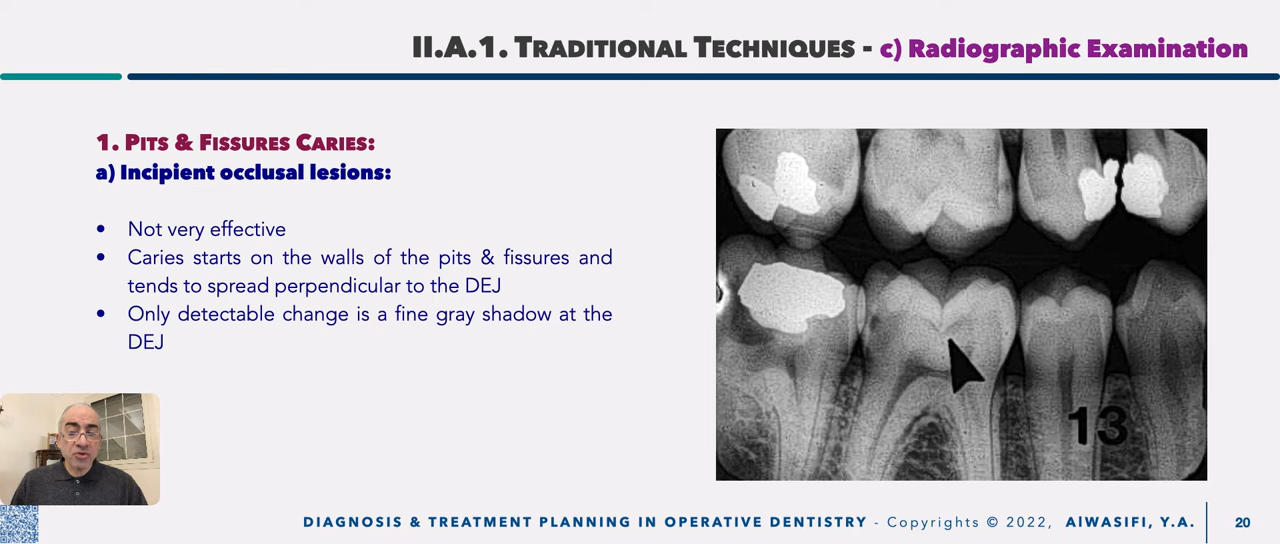 II.A.1. TRADITIONAL TECHNIQUES - c) Radiographic Examination
1. PITS & FISSURES CARIES:
a) Incipient occlusal lesions:
• Not very effective
• Caries starts on the walls of the pits & fissures and
tends to spread perpendicular to the DEJ
• Only detectable change is a fine gray shadow at the
DEJ
13
DIAGNOSIS & TREATMENT PLANNING IN OPERATIVE DENTISTRY - Copyrights © 2022, AlWASIFI, Y.A. 20